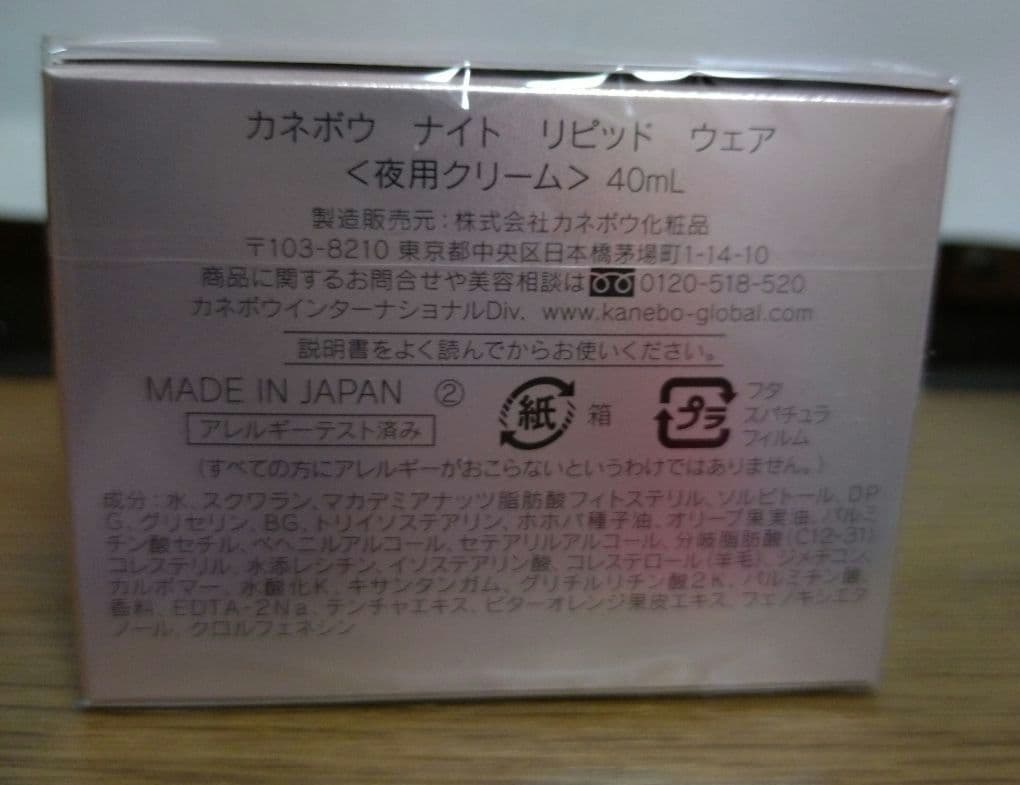 カネボウ ナイト リピッド ウェア
＜夜用クリーム＞ 40mL
製造販売元：株式会社カネボウ化粧品
〒103-8210 東京都中央区日本橋茅場町1-14-10
商品に関するお問合せや美容相談は 0120-518-520
カネボウインターナショナルDiv. www.kanebo-global.com
説明書をよく読んでからお使いください。
MADE IN JAPAN ②
アレルギーテスト済み
紙 箱
プラ フタ
スパチュラ
フィルム
(すべての方にアレルギーがおこらないというわけではありません。)
成分：水、スクワラン、マカデミアナッツ脂肪酸フィトステリル、ソルビトール、DP
G、グリセリン、BG、トリイソステアリン、ホホバ種子油、オリーブ果実油、パルミ
チン酸セチル、ベヘニルアルコール、セテアリルアルコール、分岐脂肪酸(C12-31)
コレステリル、水添レシチン、イソステアリン酸、コレステロール(羊毛)、ジメチコン、
カルボマー、水酸化K、キサンタンガム、グリチルリチン酸2K、パルミチン酸、
香料、EDTA-2Na、テンチャエキス、ビターオレンジ果皮エキス、フェノキシエタ
ノール、クロルフェネシン